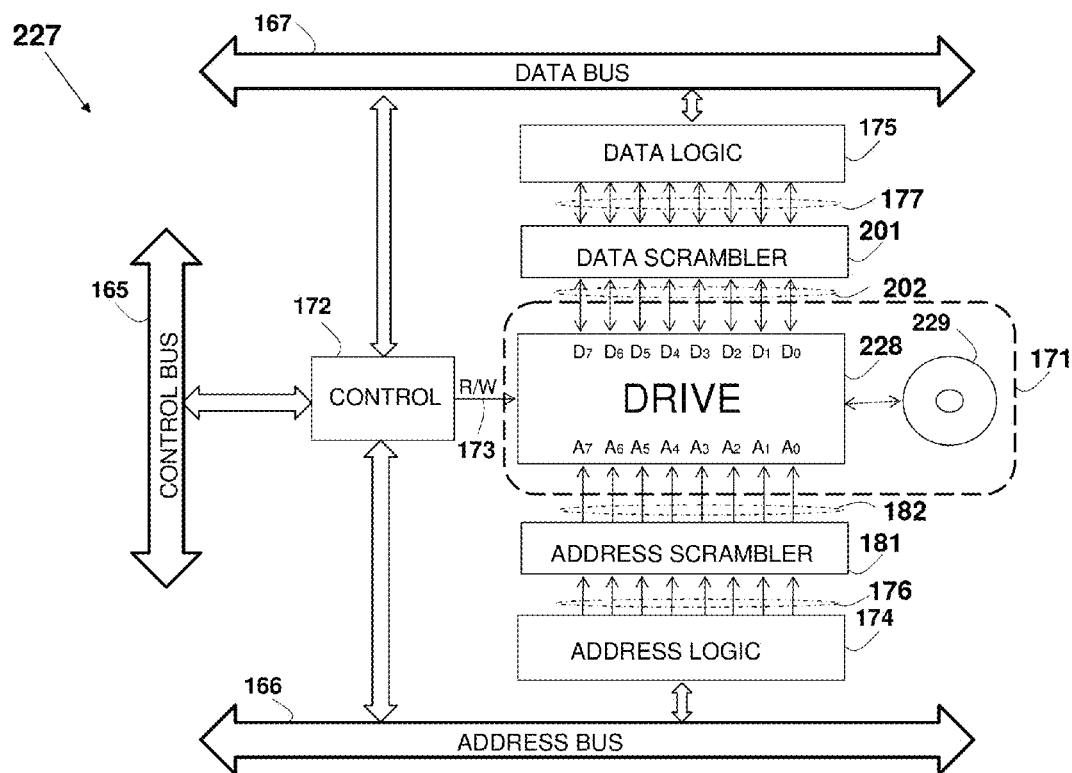 227
167
DATA BUS
DATA LOGIC
175
177
DATA SCRAMBLER
201
202
165
CONTROL BUS
172
CONTROL
R/W
173
D7 D6 D5 D4 D3 D2 D1 D0
DRIVE
A7 A6 A5 A4 A3 A2 A1 A0
228
229
171
182
ADDRESS SCRAMBLER
181
176
174
ADDRESS LOGIC
166
ADDRESS BUS